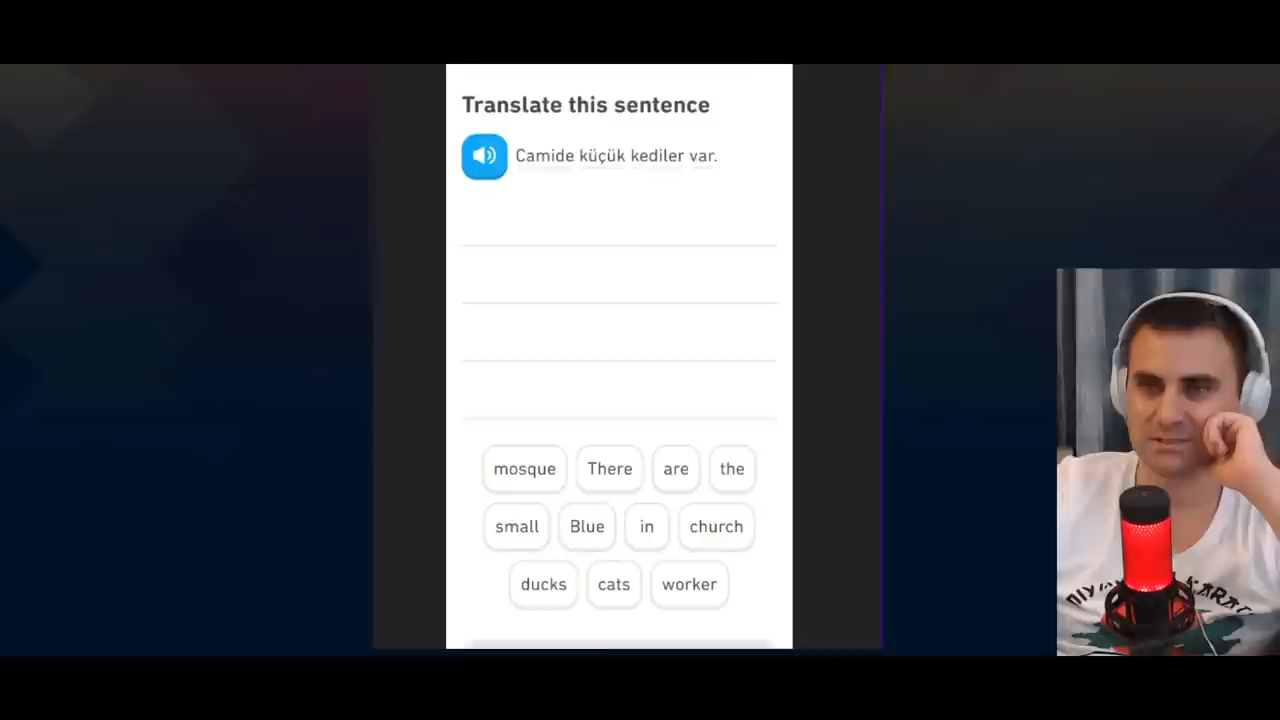 Translate this sentence
Camide küçük kediler var.
mosque There are the
small Blue in church
ducks cats worker